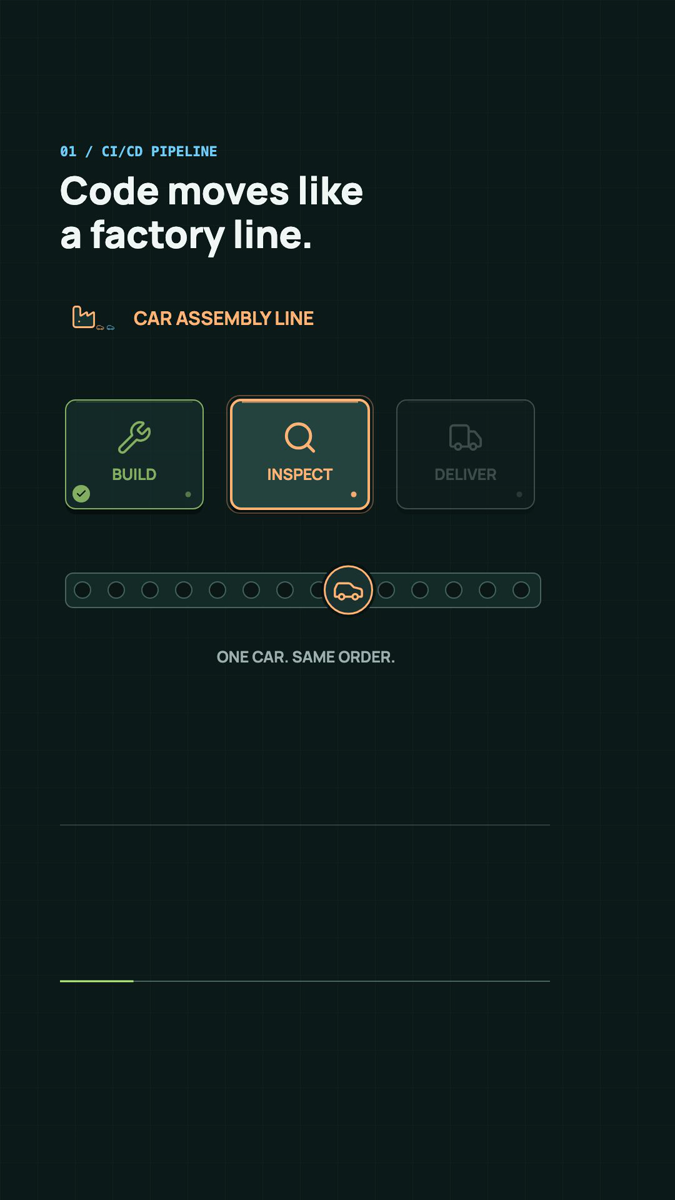 01 / CI/CD PIPELINE
Code moves like
a factory line.
CAR ASSEMBLY LINE
BUILD
INSPECT
DELIVER
ONE CAR. SAME ORDER.